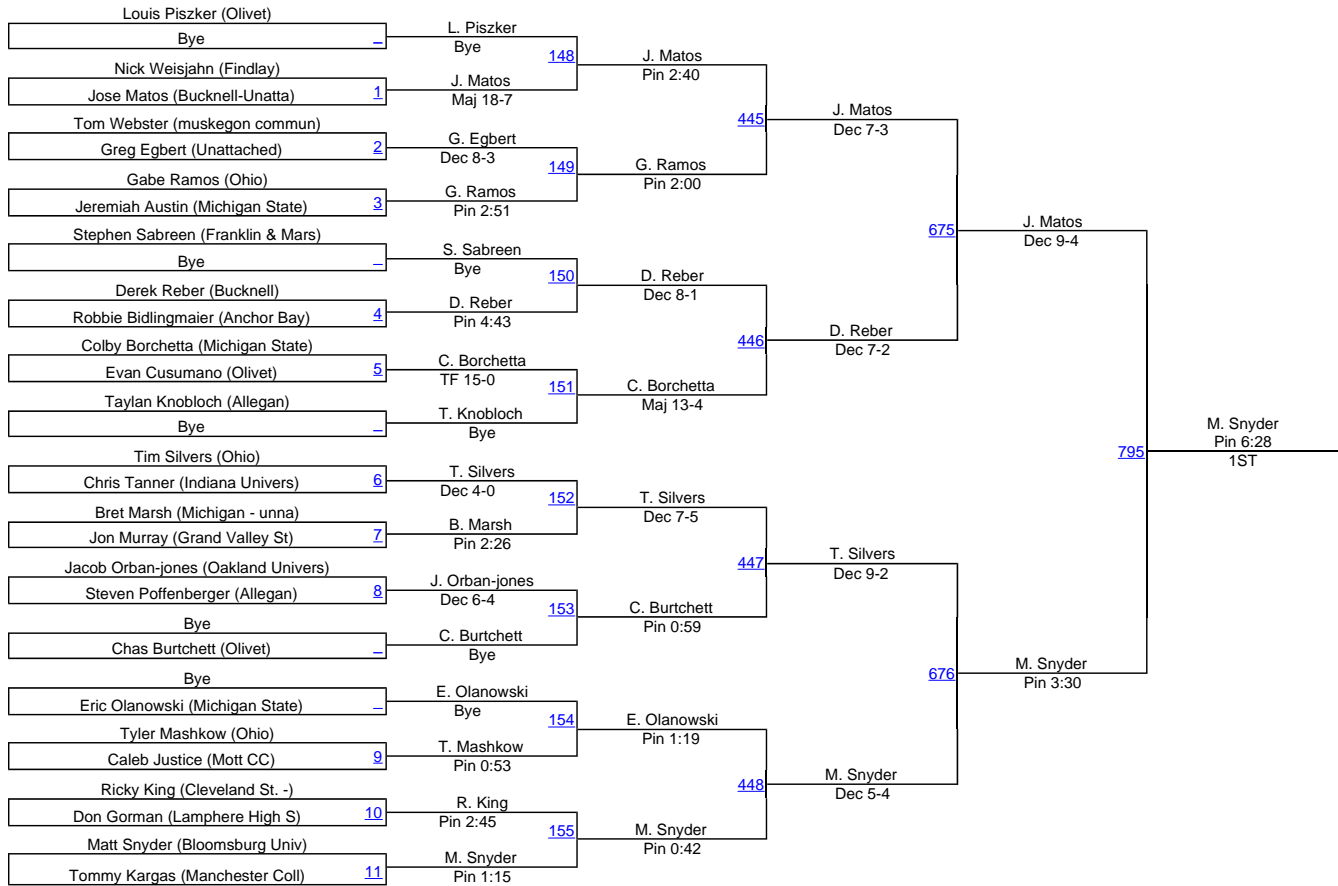 Louis Piszker (Olivet)
Bye
_
Nick Weisjahn (Findlay)
Jose Matos (Bucknell-Unatta)
1
Tom Webster (muskegon commun)
Greg Egbert (Unattached)
2
Gabe Ramos (Ohio)
Jeremiah Austin (Michigan State)
3
Stephen Sabreen (Franklin & Mars)
Bye
_
Derek Reber (Bucknell)
Robbie Bidlingmaier (Anchor Bay)
4
Colby Borchetta (Michigan State)
Evan Cusumano (Olivet)
5
Taylan Knobloch (Allegan)
Bye
_
Tim Silvers (Ohio)
Chris Tanner (Indiana Univers)
6
Bret Marsh (Michigan - unna)
Jon Murray (Grand Valley St)
7
Jacob Orban-jones (Oakland Univers)
Steven Poffenberger (Allegan)
8
Bye
Chas Burtchett (Olivet)
_
Bye
Eric Olanowski (Michigan State)
_
Tyler Mashkow (Ohio)
Caleb Justice (Mott CC)
9
Ricky King (Cleveland St. -)
Don Gorman (Lamphere High S)
10
Matt Snyder (Bloomsburg Univ)
Tommy Kargas (Manchester Coll)
11
L. Piszker
Bye
148
J. Matos
Maj 18-7
G. Egbert
Dec 8-3
149
G. Ramos
Pin 2:51
S. Sabreen
Bye
150
D. Reber
Pin 4:43
C. Borchetta
TF 15-0
151
T. Knobloch
Bye
T. Silvers
Dec 4-0
152
B. Marsh
Pin 2:26
J. Orban-jones
Dec 6-4
153
C. Burtchett
Bye
E. Olanowski
Bye
154
T. Mashkow
Pin 0:53
R. King
Pin 2:45
155
M. Snyder
Pin 1:15
J. Matos
Pin 2:40
445
G. Ramos
Pin 2:00
D. Reber
Dec 8-1
446
C. Borchetta
Maj 13-4
T. Silvers
Dec 7-5
447
C. Burtchett
Pin 0:59
E. Olanowski
Pin 1:19
448
M. Snyder
Pin 0:42
J. Matos
Dec 7-3
675
D. Reber
Dec 7-2
T. Silvers
Dec 9-2
676
M. Snyder
Dec 5-4
J. Matos
Dec 9-4
795
M. Snyder
Pin 3:30
M. Snyder
Pin 6:28
1ST